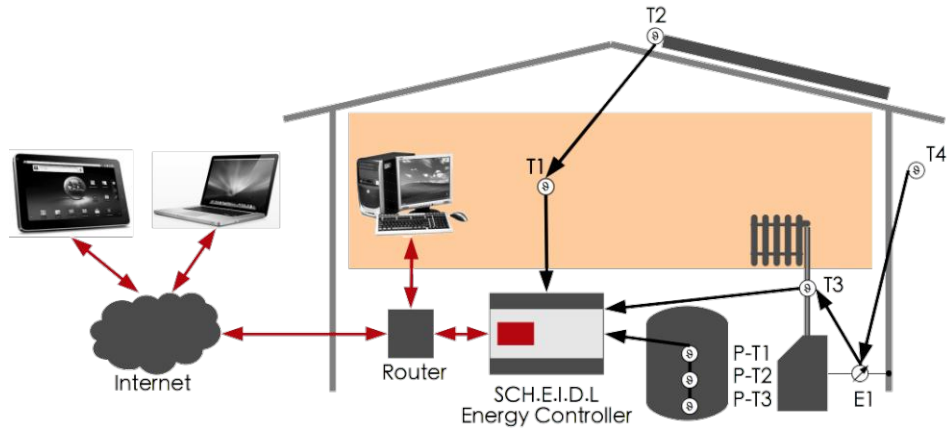 T2
T4
T1
T3
P-T1
P-T2
P-T3
E1
Router
Internet
SCH.E.I.D.L
Energy Controller